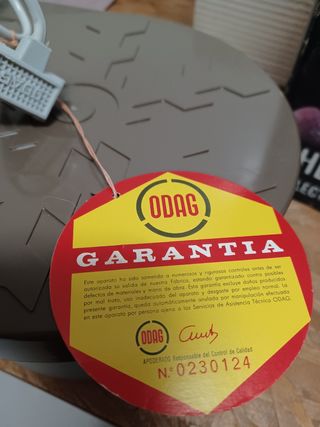 ODAG
GARANTIA
Este aparato ha sido sometido a numerosos y rigurosos controles antes de ser
autorizada su salida de nuestra fábrica, estando garantizado contra posibles
defectos de materiales y mano de obra. Esta garantía excluye daños producidos
por mal trato, uso inadecuado del aparato y desgaste por empleo normal. La
presente garantía, queda automáticamente anulada por manipulación efectuada
en este aparato por persona ajena a los Servicios de Asistencia Técnica ODAG.
ODAG
APODERADO Responsable del Control de Calidad
N.º 0230124